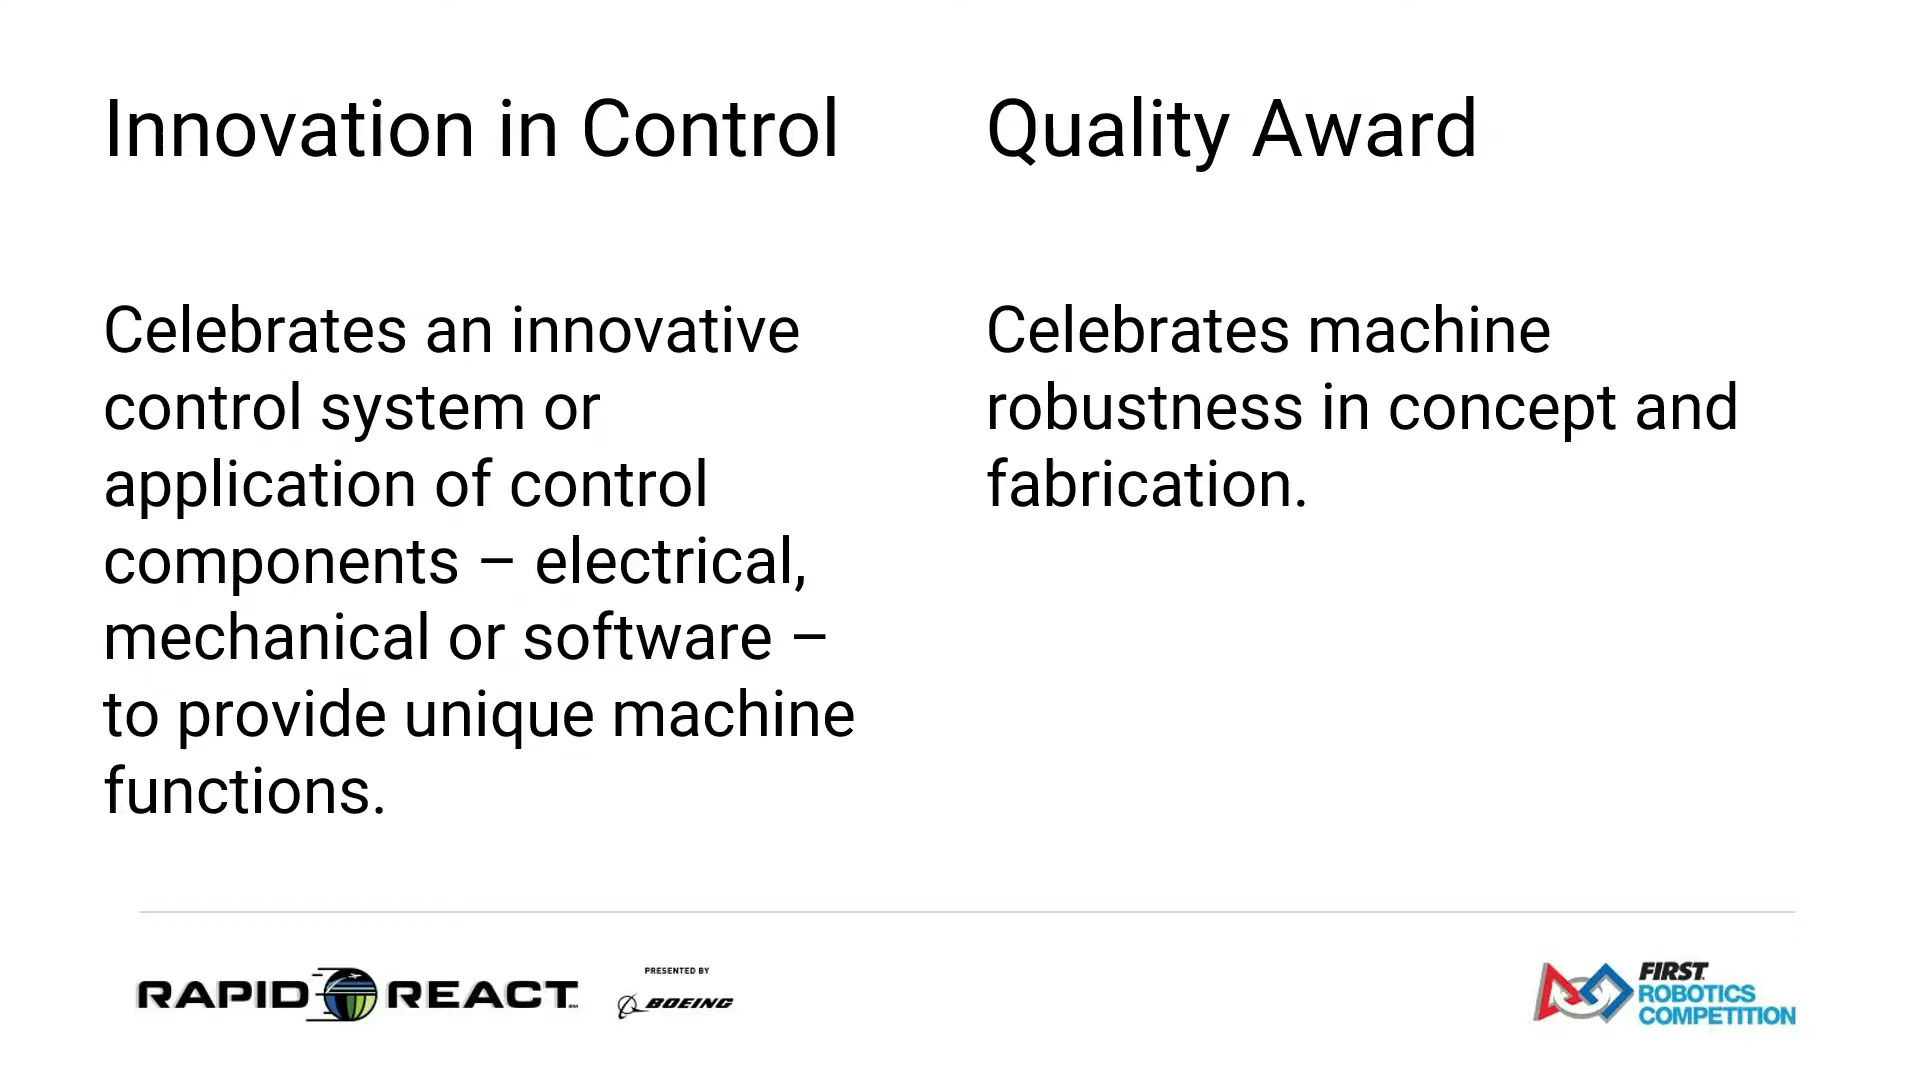 Innovation in Control
Celebrates an innovative
control system or
application of control
components – electrical,
mechanical or software –
to provide unique machine
functions.
Quality Award
Celebrates machine
robustness in concept and
fabrication.
RAPID REACT
PRESENTED BY
BOEING
FIRST
ROBOTICS
COMPETITION